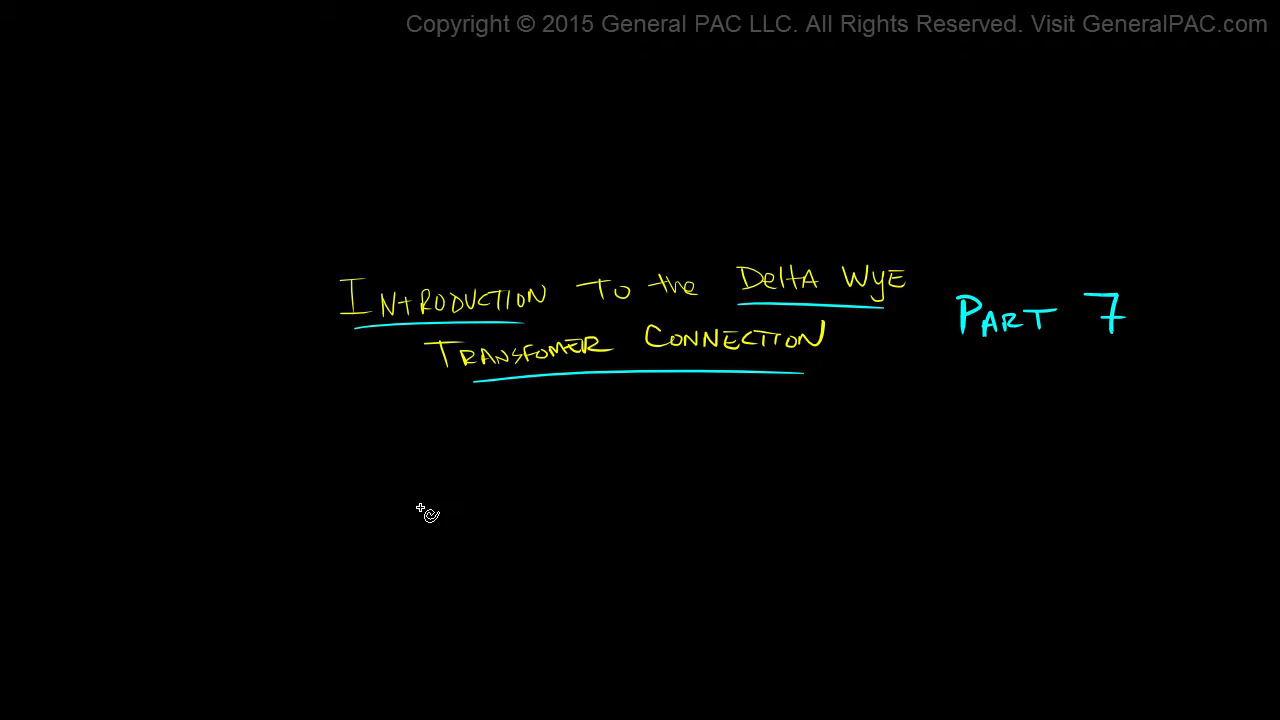 Copyright © 2015 General PAC LLC. All Rights Reserved. Visit GeneralPAC.com
INTRODUCTION TO the DeltA WyE
TRANSFOMER CONNECTION
PART 7